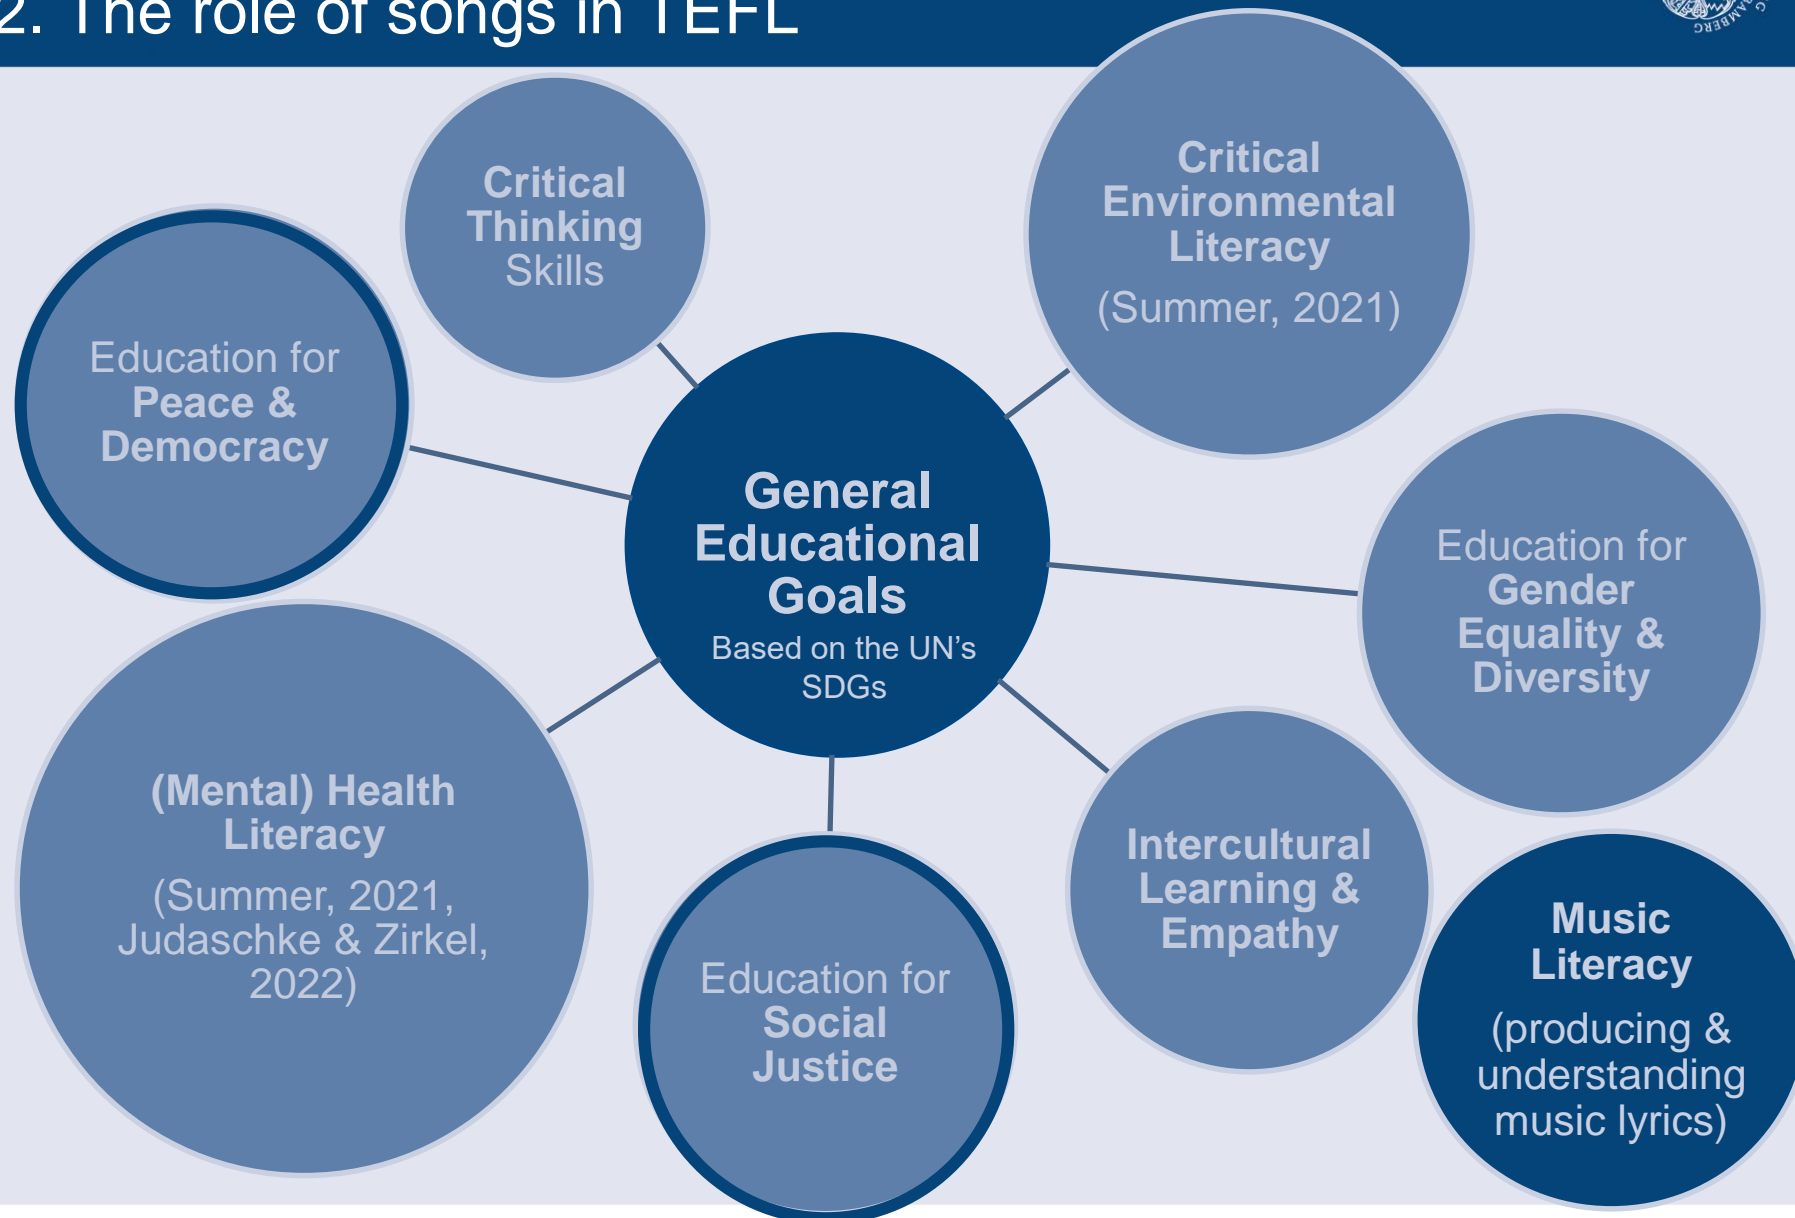 2. The role of songs in TEFL
BAMBERG
Critical
Thinking
Skills
Critical
Environmental
Literacy
(Summer, 2021)
Education for
Peace &
Democracy
General
Educational
Goals
Based on the UN’s
SDGs
Education for
Gender
Equality &
Diversity
(Mental) Health
Literacy
(Summer, 2021,
Judaschke & Zirkel,
2022)
Education for
Social
Justice
Intercultural
Learning &
Empathy
Music
Literacy
(producing &
understanding
music lyrics)